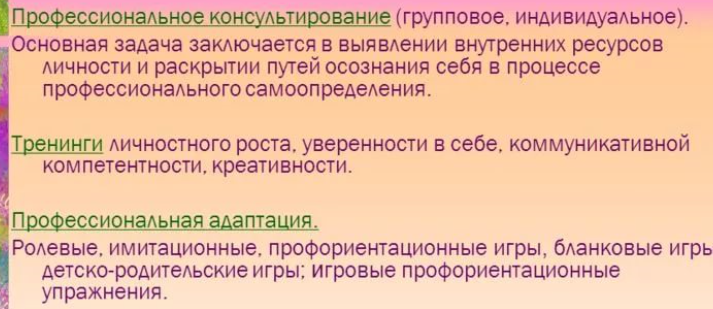 Профессиональное консультирование (групповое, индивидуальное).
Основная задача заключается в выявлении внутренних ресурсов
личности и раскрытии путей осознания себя в процессе
профессионального самоопределения.
Тренинги личностного роста, уверенности в себе, коммуникативной
компетентности, креативности.
Профессиональная адаптация.
Ролевые, имитационные, профориентационные игры, бланковые игры
детско-родительские игры; игровые профориентационные
упражнения.